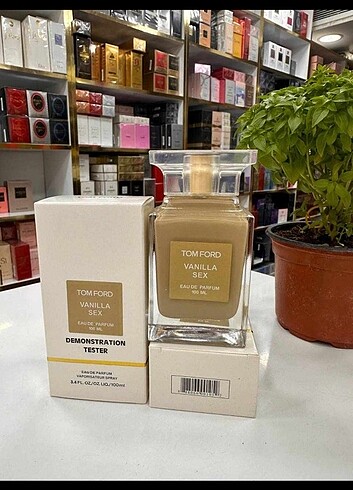 TOM FORD
VANILLA
SEX
EAU DE PARFUM
100 ML
DEMONSTRATION
TESTER
EAU DE PARFUM
VAPORISATEUR SPRAY
3.4 FL.OZ./OZ.LIQ./100ml
TOM FORD
VANILLA
SEX
EAU DE PARFUM
100 ML